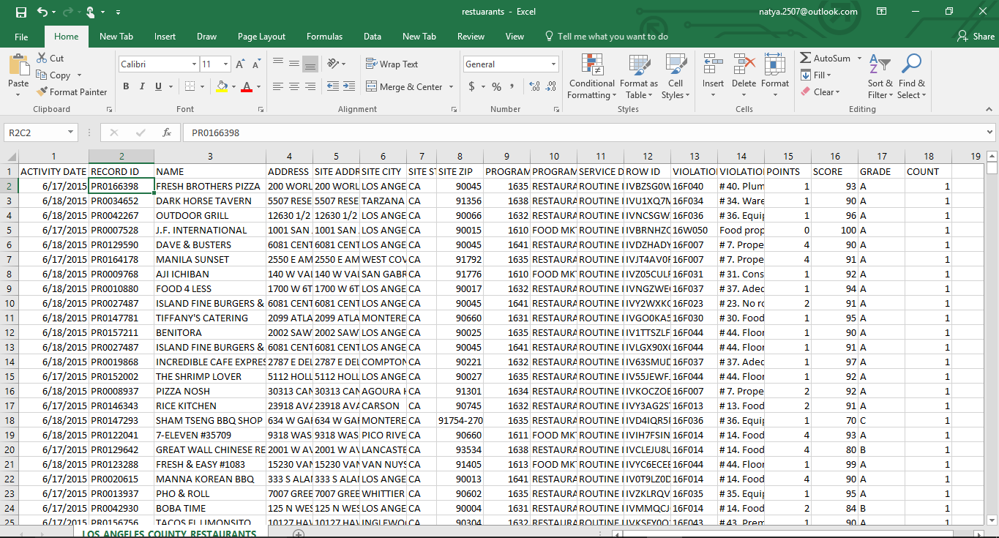 restuarants - Excel
natya.2507@outlook.com
File Home New Tab Insert Draw Page Layout Formulas Data New Tab Review View Tell me what you want to do Share
Paste Cut Copy Format Painter
Calibri 11 A A B I U A
Wrap Text Merge & Center
General $ % ,
Conditional Formatting Format as Table Cell Styles
Insert Delete Format
AutoSum Fill Clear Sort & Filter Find & Select
Clipboard Font Alignment Number Styles Cells Editing
R2C2 fx PR0166398
1 2 3 4 5 6 7 8 9 10 11 12 13 14 15 16 17 18 19
1 ACTIVITY DATE RECORD ID NAME ADDRESS SITE ADDR SITE CITY SITE ST SITE ZIP PROGRAM PROGRAM SERVICE D ROW ID VIOLATIO VIOLATIO POINTS SCORE GRADE COUNT
2 6/17/2015 PR0166398 FRESH BROTHERS PIZZA 200 WORL 200 WORL LOS ANGE CA 90045 1635 RESTAURA ROUTINE I IVBZSG0W 16F040 # 40. Plum 1 93 A 1
3 6/18/2015 PR0034652 DARK HORSE TAVERN 5507 RESE 5507 RESE TARZANA CA 91356 1638 RESTAURA ROUTINE I IVU1XQ7N 16F034 # 34. Ware 1 90 A 1
4 6/18/2015 PR0042267 OUTDOOR GRILL 12630 1/2 12630 1/2 LOS ANGE CA 90066 1632 RESTAURA ROUTINE I IVNCSGW 16F036 # 36. Equip 1 96 A 1
5 6/17/2015 PR0007528 J.F. INTERNATIONAL 1001 SAN 1001 SAN LOS ANGE CA 90015 1610 FOOD MKT ROUTINE I IVBRNHZC 16W050 Food prop 0 100 A 1
6 6/18/2015 PR0129590 DAVE & BUSTERS 6081 CENT 6081 CENT LOS ANGE CA 90045 1641 RESTAURA ROUTINE I IVDZHADY 16F007 # 7. Prope 4 90 A 1
7 6/17/2015 PR0164178 MANILA SUNSET 2550 E AM 2550 E AM WEST COV CA 91792 1635 RESTAURA ROUTINE I IVJT4AV0 16F007 # 7. Prope 4 91 A 1
8 6/18/2015 PR0009768 AJI ICHIBAN 140 W VAL 140 W VAL SAN GABR CA 91776 1610 FOOD MKT ROUTINE I IVZ05CUL 16F031 # 31. Cons 1 92 A 1
9 6/18/2015 PR0010880 FOOD 4 LESS 1700 W 6T 1700 W 6T LOS ANGE CA 90017 1632 RESTAURA ROUTINE I IVNGZWE 16F037 # 37. Adec 1 94 A 1
10 6/18/2015 PR0027487 ISLAND FINE BURGERS & 6081 CENT 6081 CENT LOS ANGE CA 90045 1641 RESTAURA ROUTINE I IVY2WXK 16F023 # 23. No ro 2 91 A 1
11 6/18/2015 PR0147781 TIFFANY'S CATERING 2099 ATLA 2099 ATLA MONTERE CA 90660 1631 RESTAURA ROUTINE I IVGO0KA5 16F030 # 30. Food 1 95 A 1
12 6/18/2015 PR0157211 BENITORA 2002 SAW 2002 SAW LOS ANGE CA 90025 1635 RESTAURA ROUTINE I IV1TTSZLF 16F044 # 44. Floor 1 90 A 1
13 6/18/2015 PR0027487 ISLAND FINE BURGERS & 6081 CENT 6081 CENT LOS ANGE CA 90045 1641 RESTAURA ROUTINE I IVLGX90X 16F044 # 44. Floor 1 91 A 1
14 6/18/2015 PR0019868 INCREDIBLE CAFE EXPRES 2787 E DEL 2787 E DEL COMPTON CA 90221 1632 RESTAURA ROUTINE I IV63SMUD 16F037 # 37. Adec 1 97 A 1
15 6/17/2015 PR0152002 THE SHRIMP LOVER 5112 HOLL 5112 HOLL LOS ANGE CA 90027 1635 RESTAURA ROUTINE I IV55JEWF 16F044 # 44. Floor 1 92 A 1
16 6/18/2015 PR0008937 PIZZA NOSH 30313 CAN 30313 CAN AGOURA H CA 91301 1634 RESTAURA ROUTINE I IVKOCZOE 16F007 # 7. Prope 2 92 A 1
17 6/17/2015 PR0146343 RICE KITCHEN 23918 AVA 23918 AVA CARSON CA 90745 1632 RESTAURA ROUTINE I IVY3AG2S 16F013 # 13. Food 2 91 A 1
18 6/18/2015 PR0147293 SHAM TSENG BBQ SHOP 634 W GAR 634 W GAR MONTERE CA 91754-270 1635 RESTAURA ROUTINE I IVD4IQR5 16F036 # 36. Equip 1 70 C 1
19 6/18/2015 PR0122041 7-ELEVEN #35709 9318 WAS 9318 WAS PICO RIVE CA 90660 1611 FOOD MKT ROUTINE I IVIH7FSIN 16F014 # 14. Food 4 93 A 1
20 6/17/2015 PR0129642 GREAT WALL CHINESE RE 2001 W AV 2001 W AV LANCASTE CA 93534 1638 RESTAURA ROUTINE I IVCLEJU8 16F014 # 14. Food 4 80 B 1
21 6/18/2015 PR0123288 FRESH & EASY #1083 15230 VAN 15230 VAN VAN NUYS CA 91405 1613 FOOD MKT ROUTINE I IVYC6ECE 16F044 # 44. Floor 1 99 A 1
22 6/17/2015 PR0020615 MANNA KOREAN BBQ 333 S ALA 333 S ALA LOS ANGE CA 90013 1641 RESTAURA ROUTINE I IV0T9LZ0D 16F014 # 14. Food 4 90 A 1
23 6/17/2015 PR0013937 PHO & ROLL 7007 GREE 7007 GREE WHITTIER CA 90602 1635 RESTAURA ROUTINE I IVZKLRQV 16F035 # 35. Equip 1 95 A 1
24 6/17/2015 PR0042930 BOBA TIME 125 N WES 125 N WES LOS ANGE CA 90004 1631 RESTAURA ROUTINE I IVMMQCJ 16F014 # 14. Food 2 84 B 1
25 6/17/2015 PR0156756 TACOS EL LIMONSITO 10127 HAW 10127 HAW INGLEWO CA 90304 1632 RESTAURA ROUTINE I 16F043 # 43. Prem 1 90 A 1
LOS ANGELES COUNTY RESTAURANTS